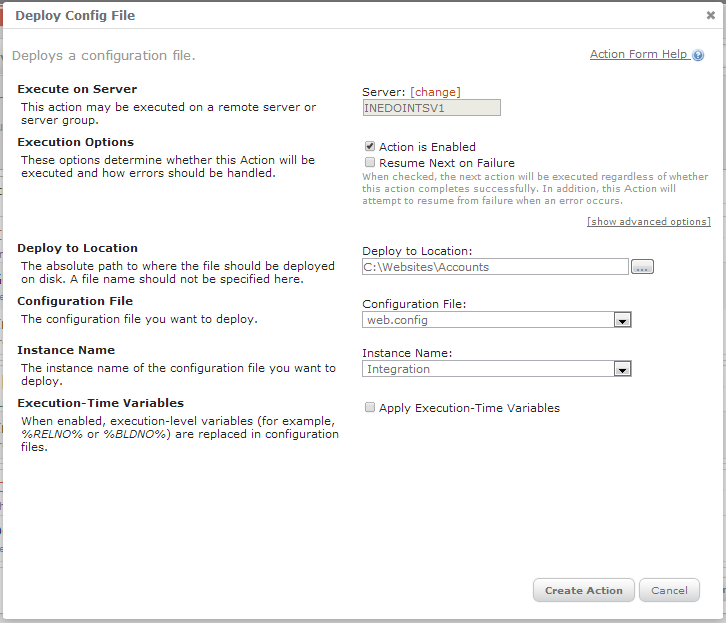 Deploy Config File
Deploys a configuration file.
Action Form Help
Execute on Server
This action may be executed on a remote server or
server group.
Server: [change]
INEDOINTSV1
Execution Options
These options determine whether this Action will be
executed and how errors should be handled.
Action is Enabled
Resume Next on Failure
When checked, the next action will be executed regardless of whether
this action completes successfully. In addition, this Action will
attempt to resume from failure when an error occurs.
[show advanced options]
Deploy to Location
The absolute path to where the file should be deployed
on disk. A file name should not be specified here.
Deploy to Location:
C:\Websites\Accounts
...
Configuration File
The configuration file you want to deploy.
Configuration File:
web.config
Instance Name
The instance name of the configuration file you want to
deploy.
Instance Name:
Integration
Execution-Time Variables
When enabled, execution-level variables (for example,
%RELNO% or %BLDNO%) are replaced in configuration
files.
Apply Execution-Time Variables
Create Action
Cancel